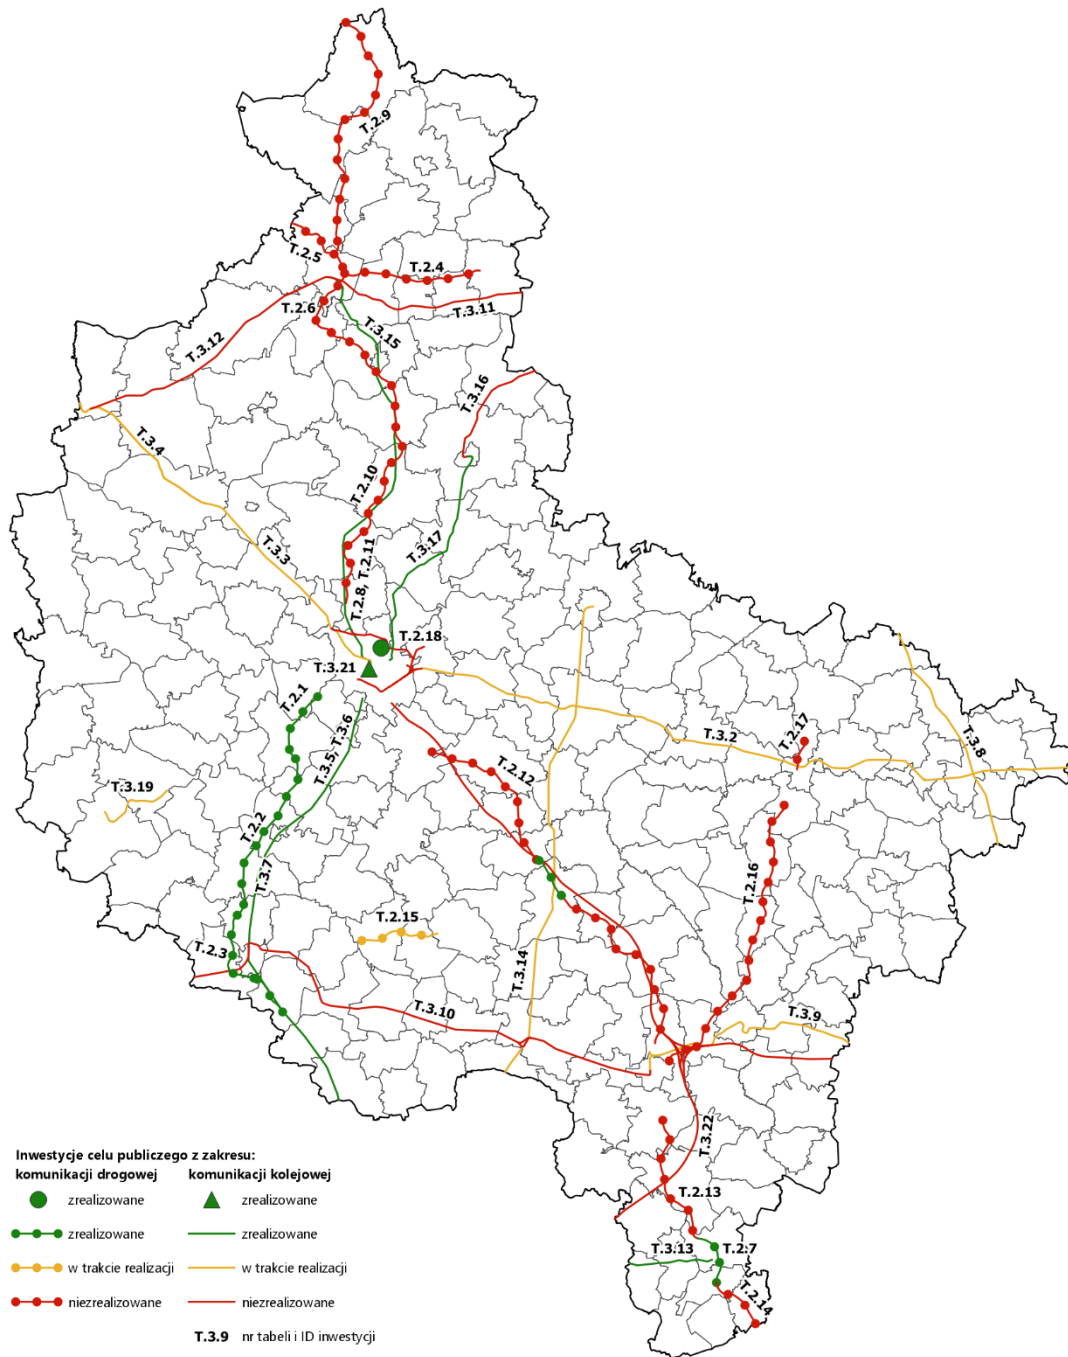 T.2.9
T.2.5
T.2.4
T.2.6
T.3.11
T.3.15
T.3.12
T.3.16
T.3.4
T.2.10
T.3.3
T.3.17
T.2.8, T.2.11
T.2.18
T.3.21
T.2.1
T.3.5, T.3.6
T.3.2
T.2.17
T.3.8
T.2.12
T.3.19
T.2.2
T.3.7
T.2.16
T.2.15
T.2.3
T.3.14
T.3.10
T.3.9
T.3.22
T.2.13
T.3.13
T.2.7
T.2.14
Inwestycje celu publicznego z zakresu:
komunikacji drogowej komunikacji kolejowej
zrealizowane zrealizowane
zrealizowane zrealizowane
w trakcie realizacji w trakcie realizacji
niezrealizowane niezrealizowane
T.3.9 nr tabeli i ID inwestycji